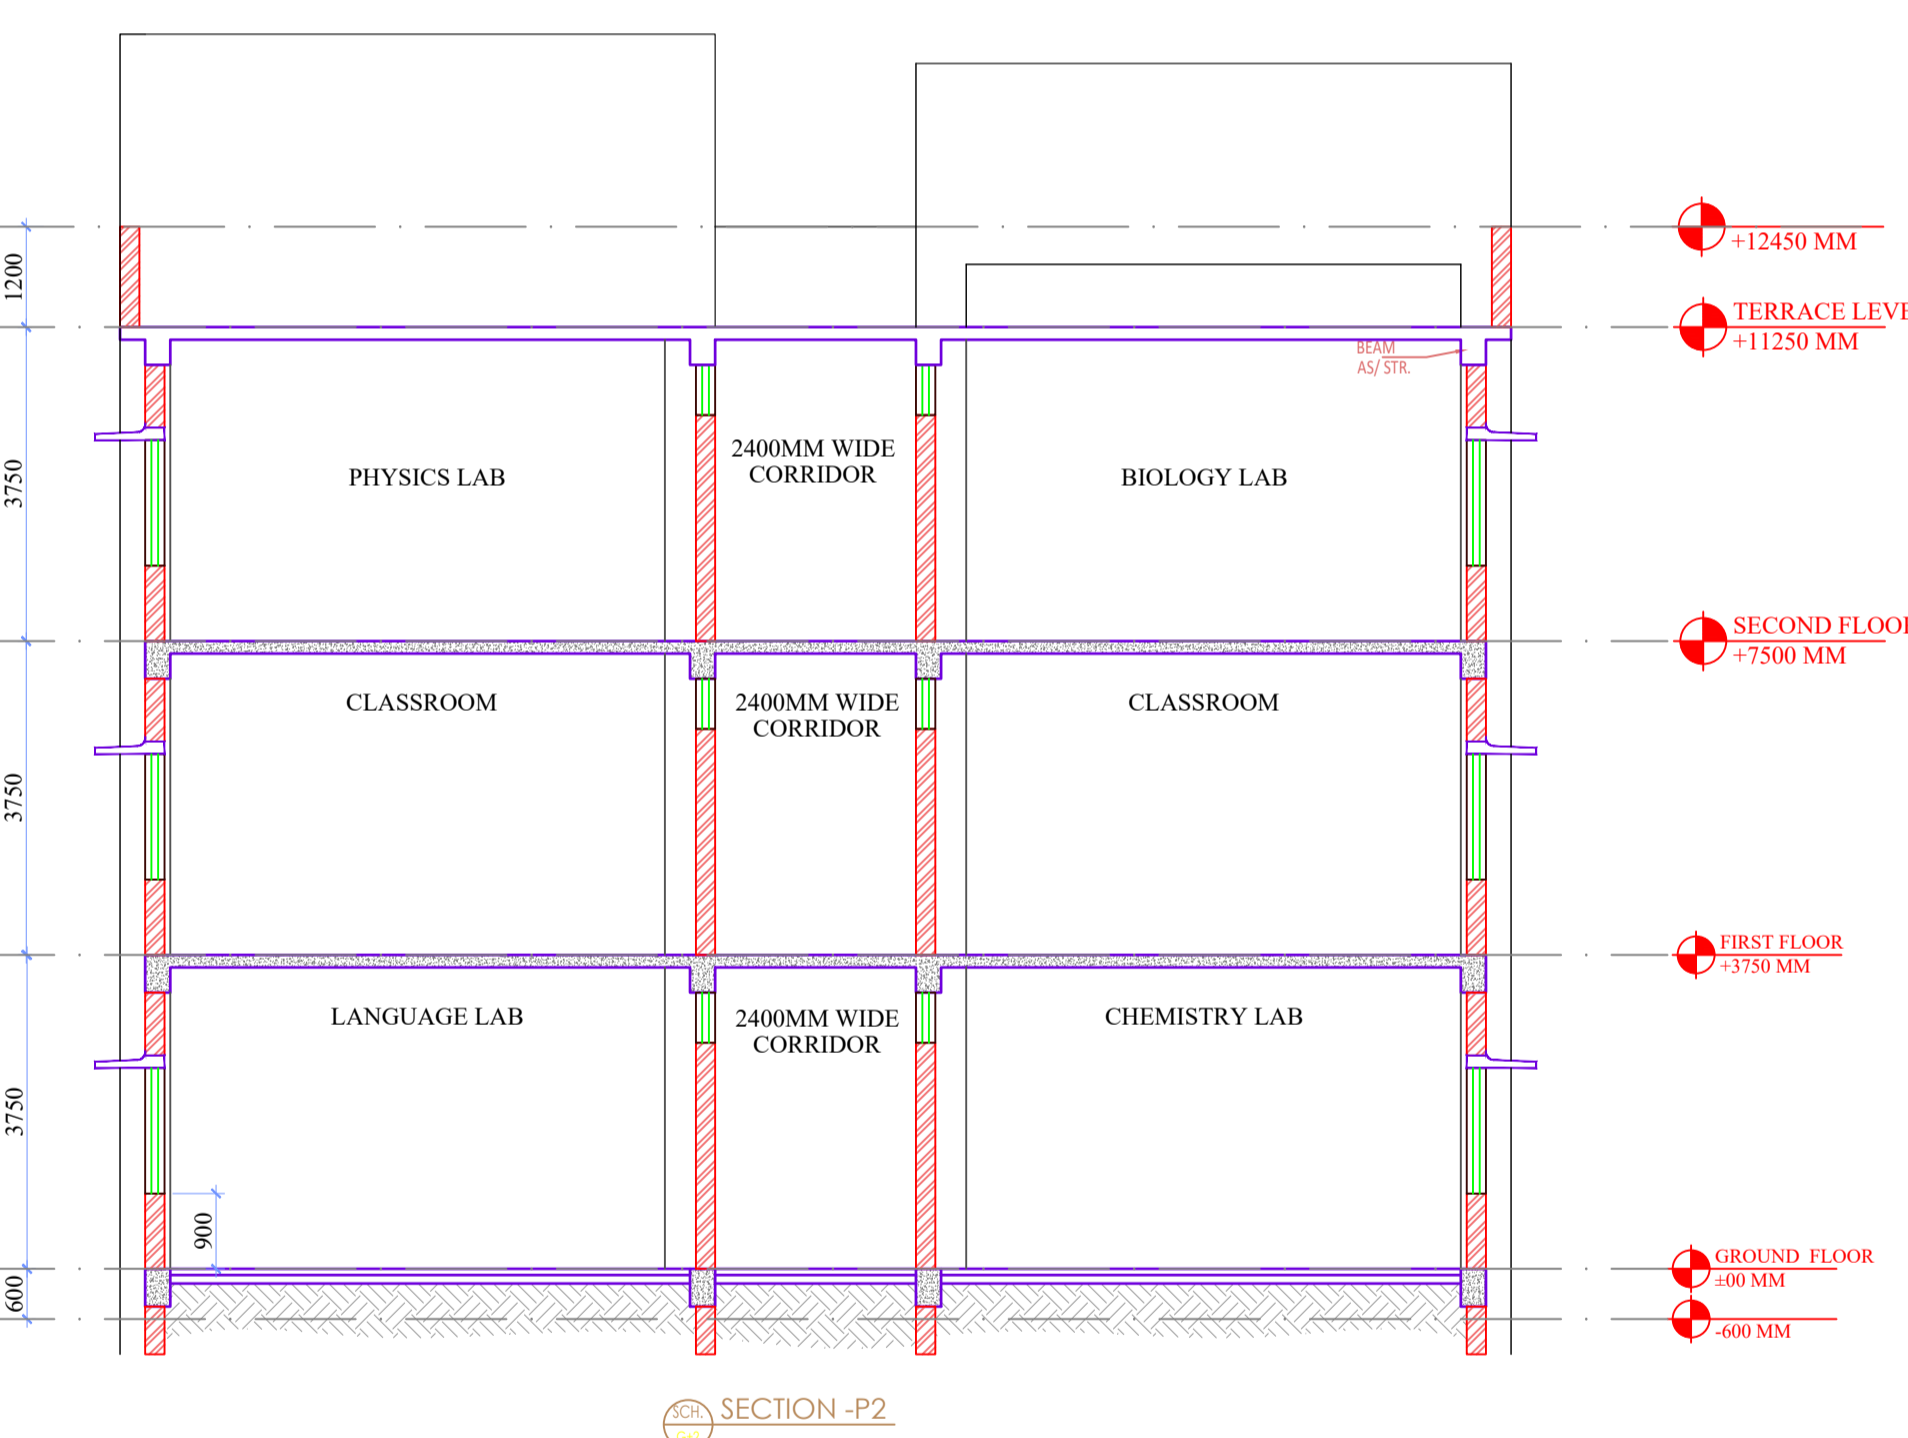 +12450 MM
1200
TERRACE LEVE
+11250 MM
BEAM
AS/ STR.
2400MM WIDE
CORRIDOR
PHYSICS LAB
BIOLOGY LAB
3750
SECOND FLOO
+7500 MM
CLASSROOM
2400MM WIDE
CORRIDOR
CLASSROOM
3750
FIRST FLOOR
+3750 MM
LANGUAGE LAB
2400MM WIDE
CORRIDOR
CHEMISTRY LAB
3750
900
GROUND FLOOR
±00 MM
600
-600 MM
SCH.
SECTION -P2